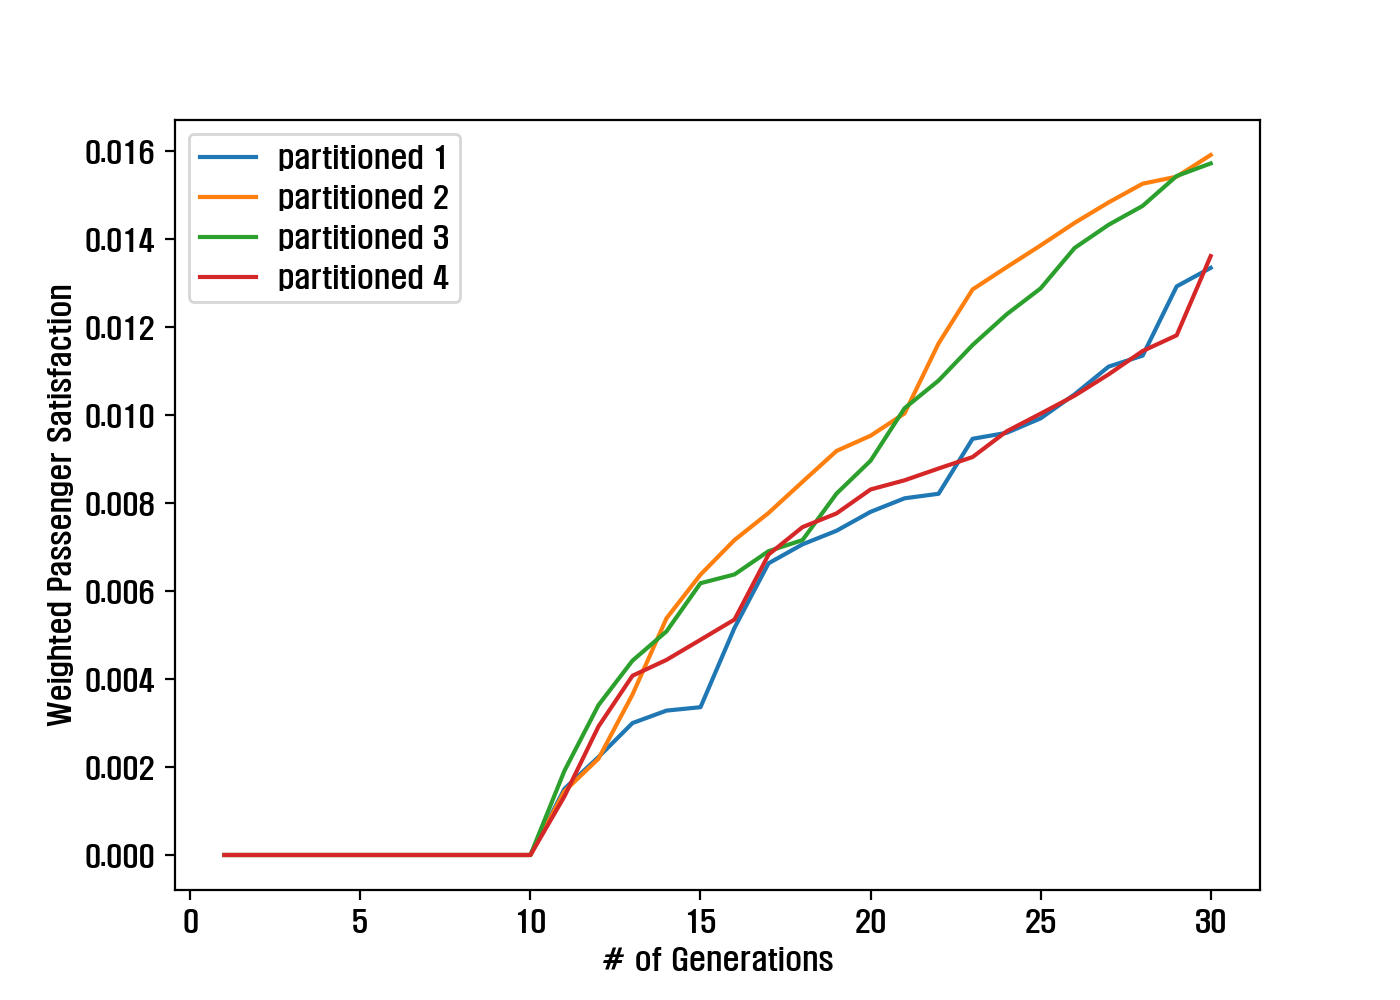 partitioned 1
partitioned 2
partitioned 3
partitioned 4
Weighted Passenger Satisfaction
0.016
0.014
0.012
0.010
0.008
0.006
0.004
0.002
0.000
0 5 10 15 20 25 30
# of Generations